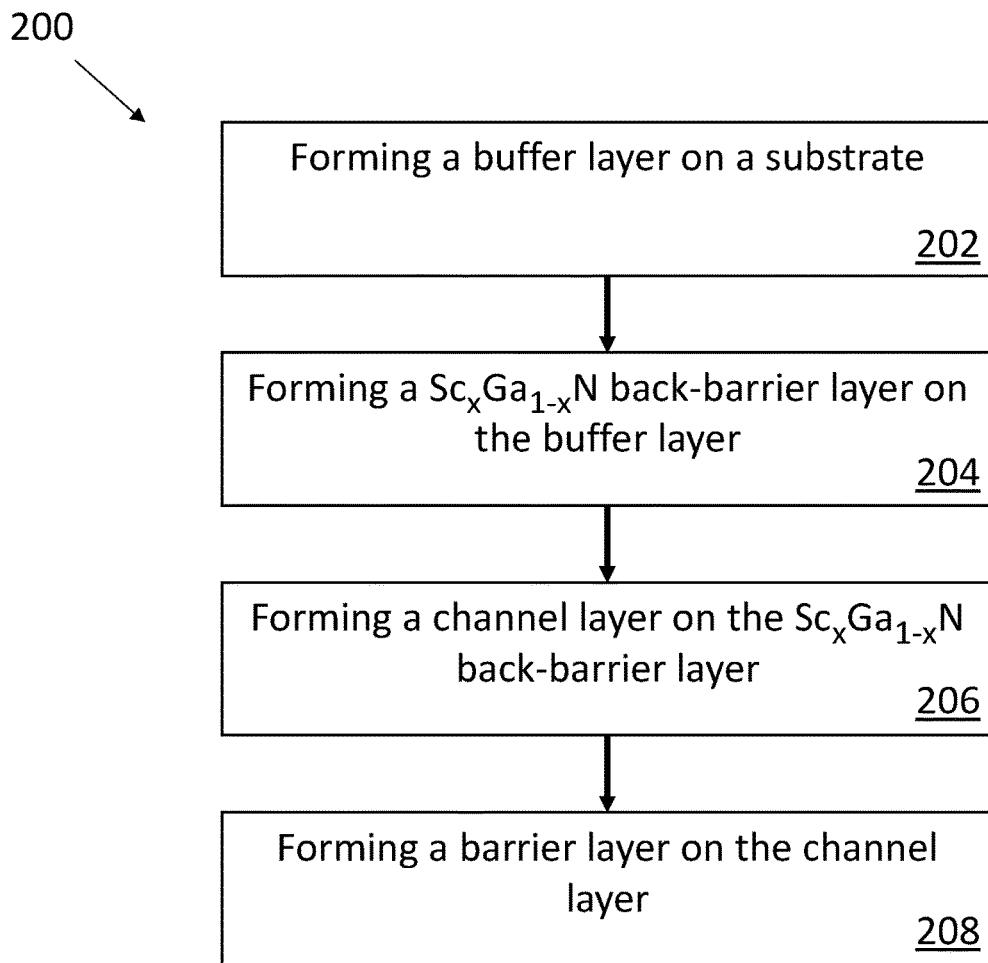 200
Forming a buffer layer on a substrate
202
Forming a ScₓGa₁₋ₓN back-barrier layer on
the buffer layer
204
Forming a channel layer on the ScₓGa₁₋ₓN
back-barrier layer
206
Forming a barrier layer on the channel
layer
208